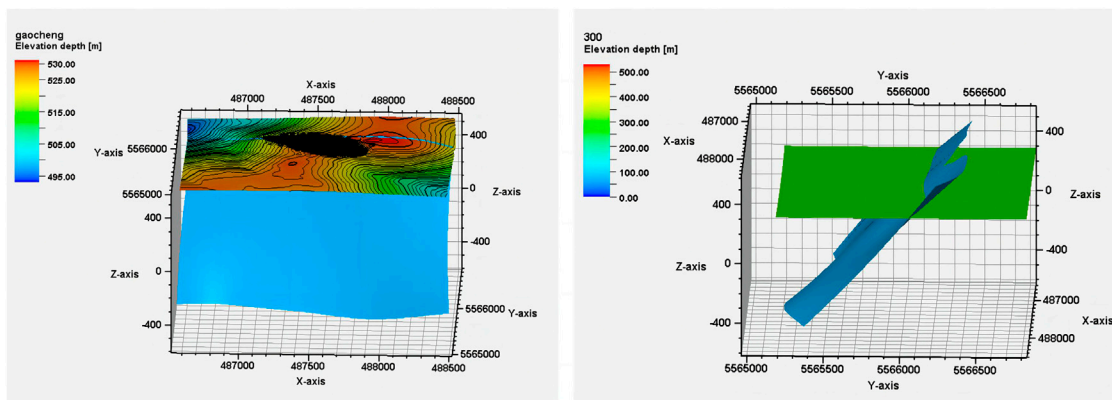 gaocheng
Elevation depth [m]
530.00
525.00
515.00
505.00
495.00
X-axis
487000 487500 488000 488500
Y-axis
5566000
5565000
400
Z-axis
0
-400
400
0
Z-axis
-400
5566000
Y-axis
5565000
487000 487500 488000 488500
X-axis
300
Elevation depth [m]
500.00
400.00
300.00
200.00
100.00
0.00
Y-axis
5565000 5565500 5566000 5566500
487000
X-axis
488000
400
0
Z-axis
-400
400
0
Z-axis
-400
487000
X-axis
488000
5565000 5565500 5566000 5566500
Y-axis